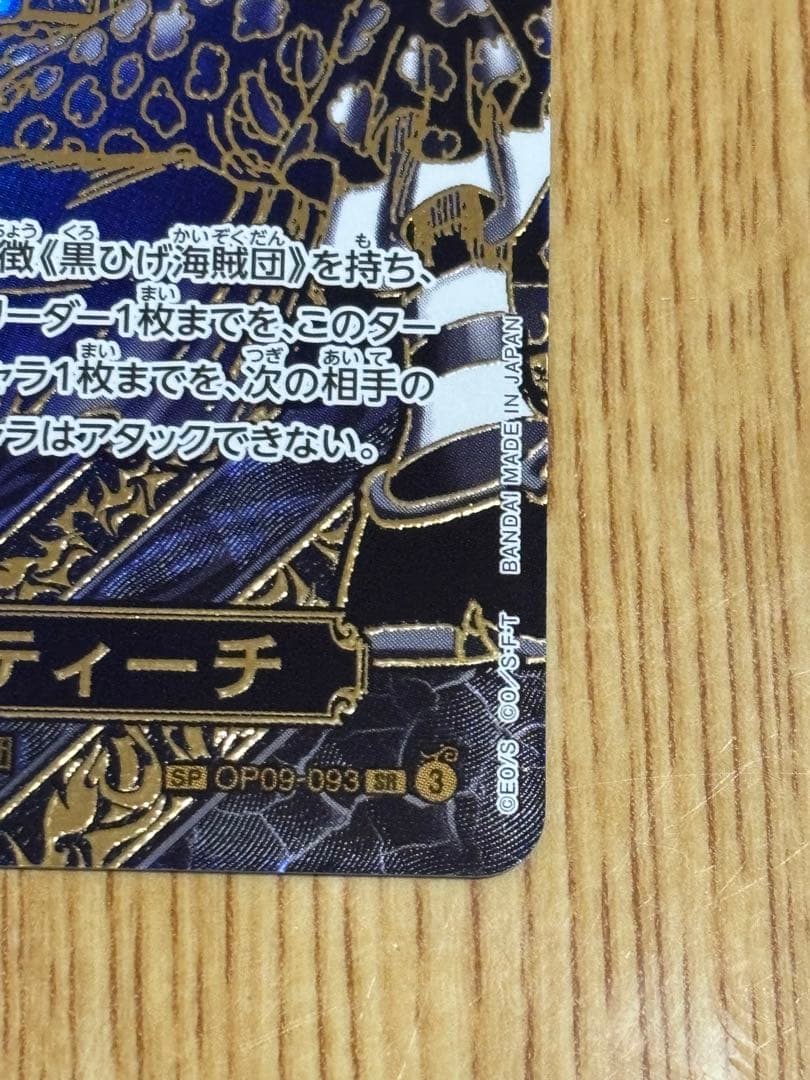 徴《黒ひげ海賊団》を持ち、
リーダー1枚までを、このター
ャラ1枚までを、次の相手の
ャラはアタックできない。
ティーチ
SP OP09-093 SR 3
©E.O/S ©O/S・F・T BANDAI MADE IN JAPAN